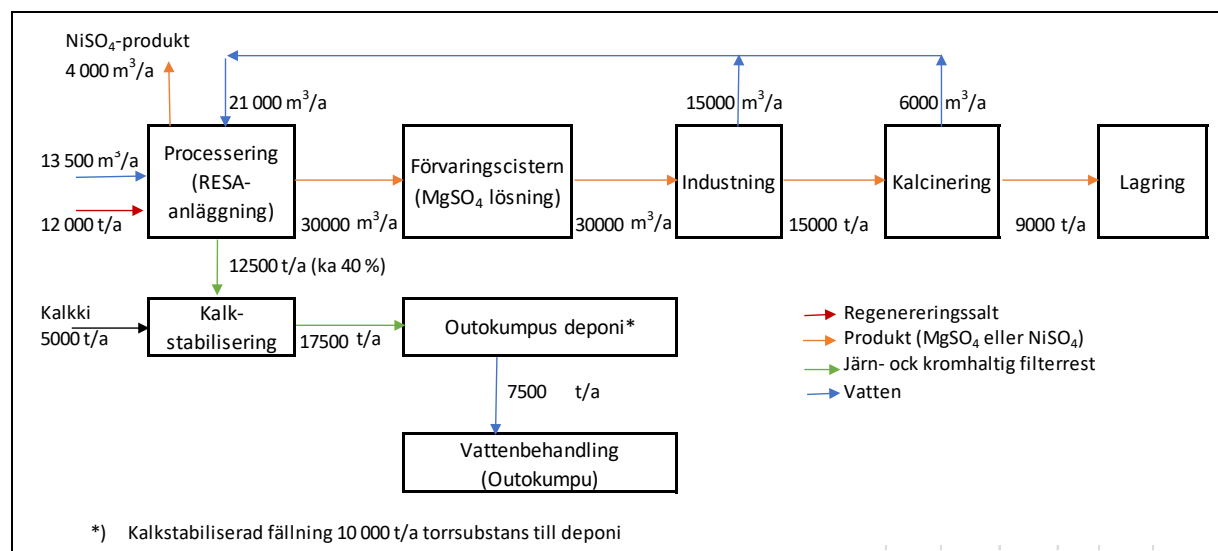 NiSO₄-produkt
4 000 m³/a
21 000 m³/a
15000 m³/a
6000 m³/a
13 500 m³/a
12 000 t/a
Processering
(RESA-
anläggning)
30000 m³/a
Förvaringscistern
(MgSO₄ lösning)
30000 m³/a
Industning
15000 t/a
Kalcinering
9000 t/a
Lagring
12500 t/a (ka 40 %)
Kalkki
5000 t/a
Kalk-
stabilisering
17500 t/a
Outokumpus deponi*
7500 t/a
Vattenbehandling
(Outokumpu)
Regenereringssalt
Produkt (MgSO₄ eller NiSO₄)
Järn- ock kromhaltig filterrest
Vatten
*) Kalkstabiliserad fällning 10 000 t/a torrsubstans till deponi